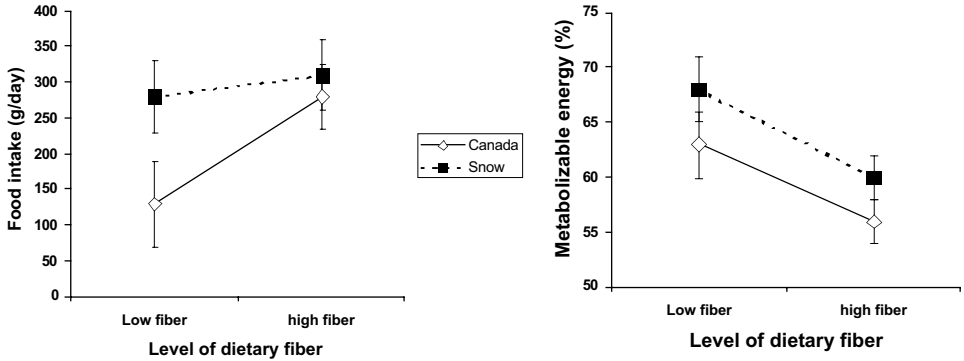 400
350
300
250
200
150
100
50
0
Food intake (g/day)
Low fiber
high fiber
Level of dietary fiber
Canada
Snow
75
70
65
60
55
50
Metabolizable energy (%)
Low fiber
high fiber
Level of dietary fiber